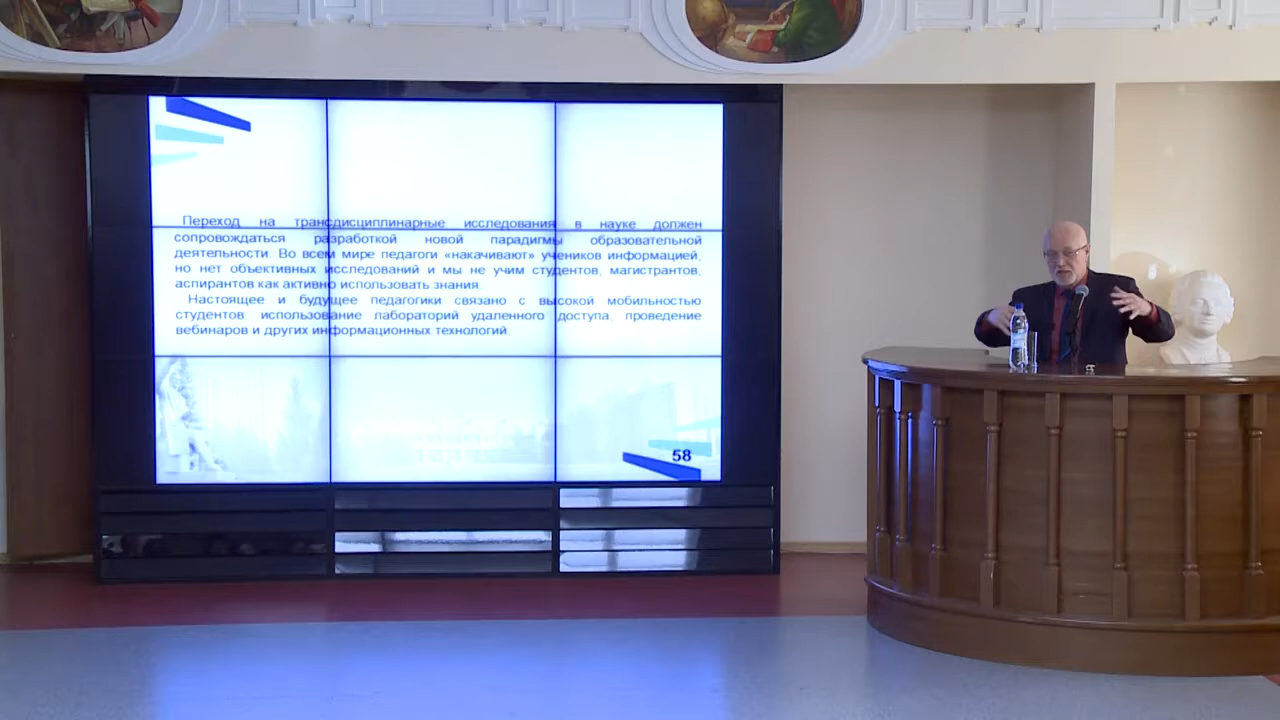 Переход на трансдисциплинарные исследования в науке должен
сопровождаться разработкой новой парадигмы образовательной
деятельности. Во всем мире педагоги «накачивают» учеников информацией,
но нет объективных исследований и мы не учим студентов, магистрантов,
аспирантов как активно использовать знания.
Настоящее и будущее педагогики связано с высокой мобильностью
студентов использование лабораторий удаленного доступа, проведение
вебинаров и других информационных технологий.
58